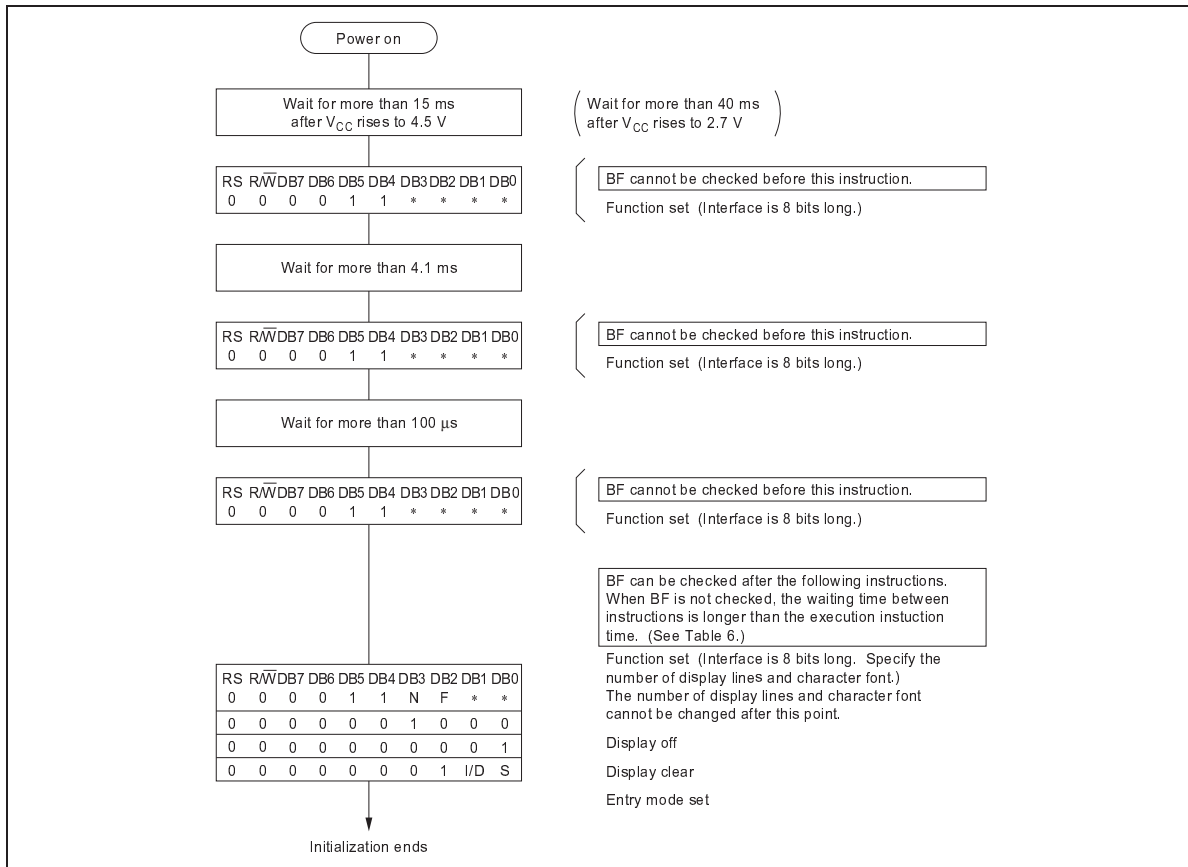 Power on
Wait for more than 15 ms
after VCC rises to 4.5 V
Wait for more than 40 ms
after VCC rises to 2.7 V
RS R/W̅ DB7 DB6 DB5 DB4 DB3 DB2 DB1 DB0
0 0 0 0 1 1 * * * *
BF cannot be checked before this instruction.
Function set (Interface is 8 bits long.)
Wait for more than 4.1 ms
RS R/W̅ DB7 DB6 DB5 DB4 DB3 DB2 DB1 DB0
0 0 0 0 1 1 * * * *
BF cannot be checked before this instruction.
Function set (Interface is 8 bits long.)
Wait for more than 100 μs
RS R/W̅ DB7 DB6 DB5 DB4 DB3 DB2 DB1 DB0
0 0 0 0 1 1 * * * *
BF cannot be checked before this instruction.
Function set (Interface is 8 bits long.)
BF can be checked after the following instructions.
When BF is not checked, the waiting time between
instructions is longer than the execution instuction
time. (See Table 6.)
RS R/W̅ DB7 DB6 DB5 DB4 DB3 DB2 DB1 DB0
0 0 0 0 1 1 N F * *
0 0 0 0 0 0 1 0 0 0
0 0 0 0 0 0 0 0 0 1
0 0 0 0 0 0 0 1 I/D S
Function set (Interface is 8 bits long. Specify the
number of display lines and character font.)
The number of display lines and character font
cannot be changed after this point.
Display off
Display clear
Entry mode set
Initialization ends